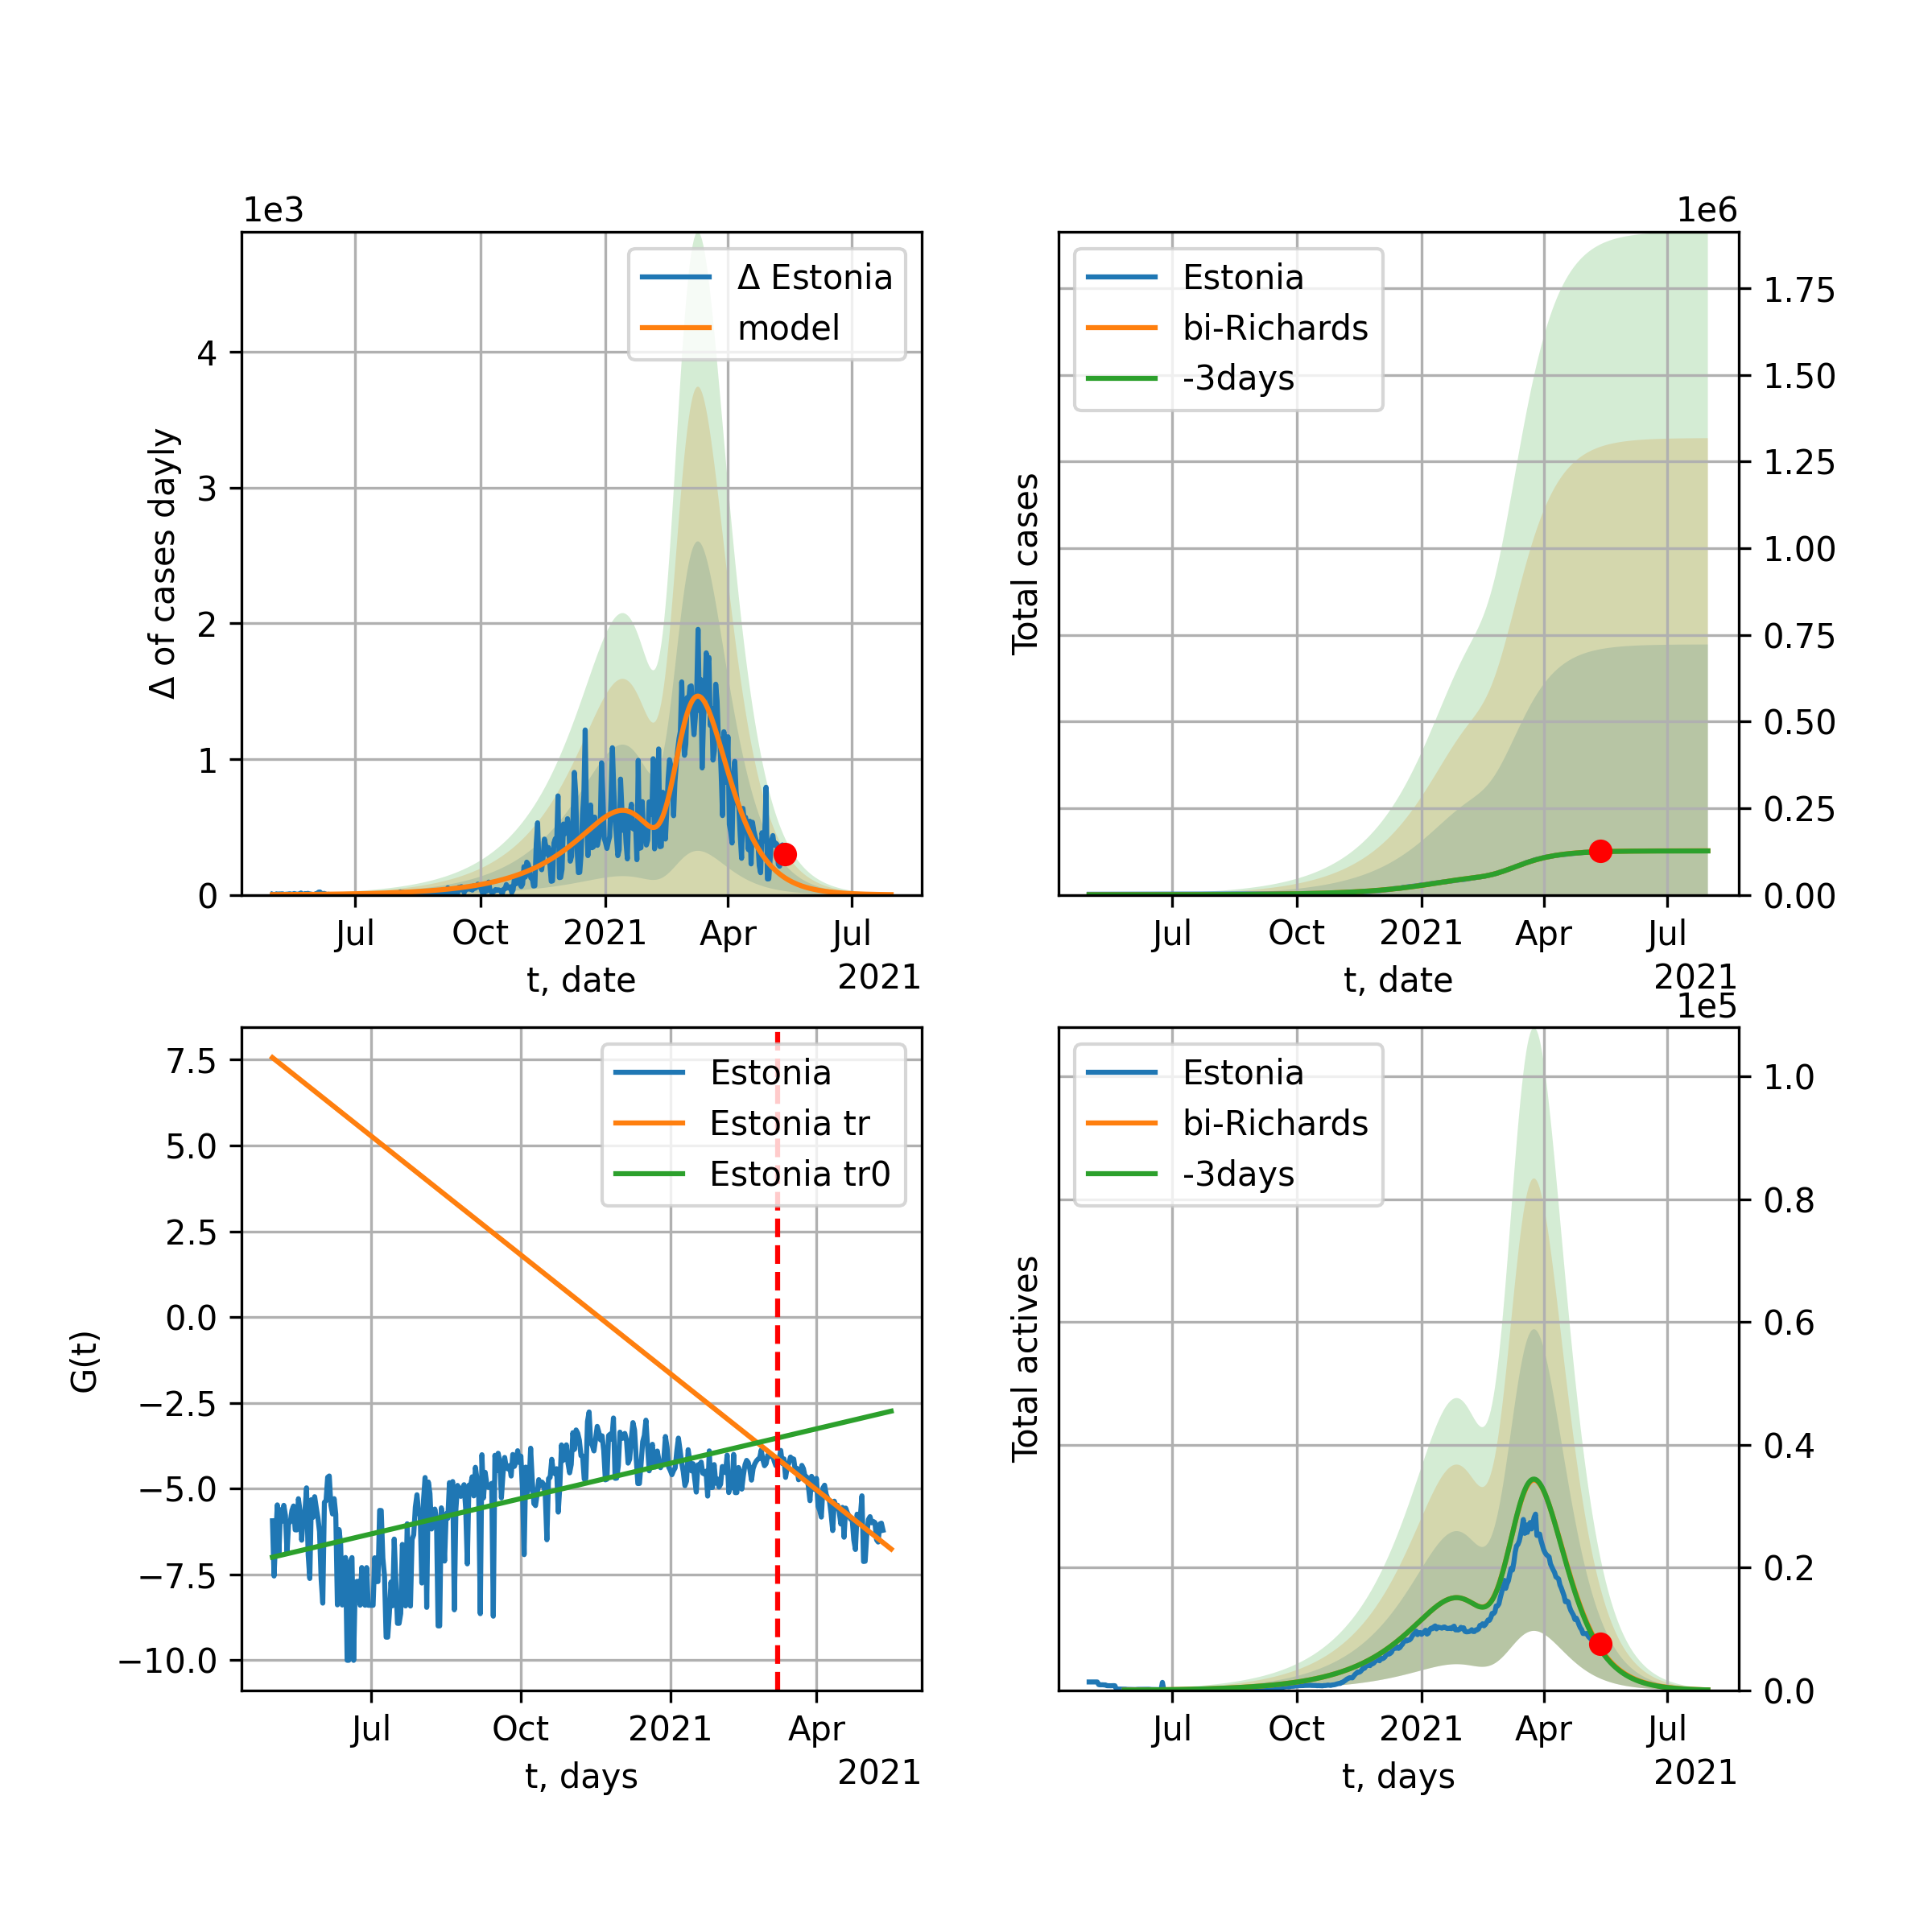 1e3
Δ Estonia
model
4
3
2
1
0
Δ of cases dayly
Jul
Oct
2021
Apr
Jul
t, date
2021
1e6
Estonia
bi-Richards
-3days
Total cases
1.75
1.50
1.25
1.00
0.75
0.50
0.25
0.00
Jul
Oct
2021
Apr
Jul
t, date
2021
Estonia
Estonia tr
Estonia tr0
7.5
5.0
2.5
0.0
−2.5
−5.0
−7.5
−10.0
G(t)
Jul
Oct
2021
Apr
t, days
2021
1e5
Estonia
bi-Richards
-3days
Total actives
1.0
0.8
0.6
0.4
0.2
0.0
Jul
Oct
2021
Apr
Jul
t, days
2021